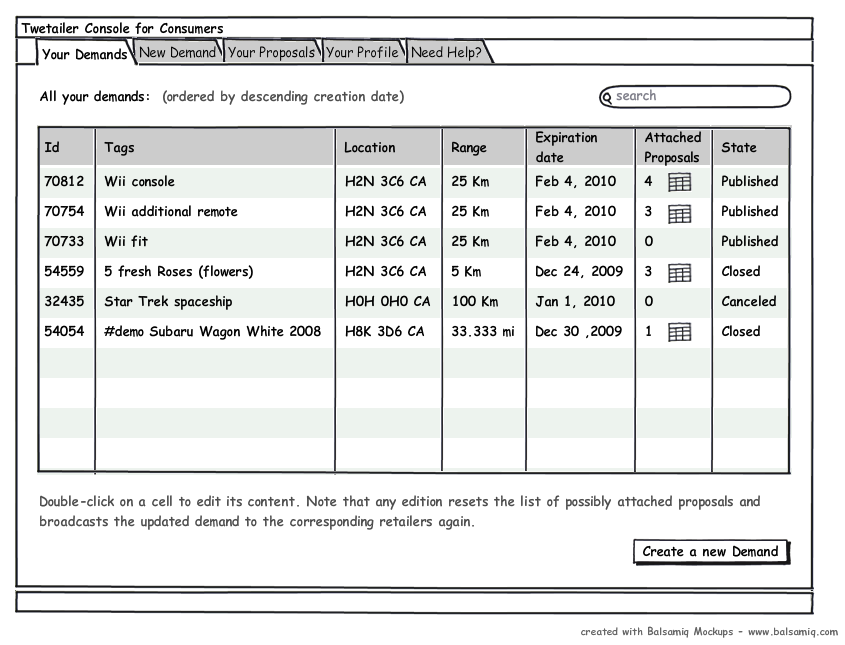 Twetailer Console for Consumers
Your Demands New Demand Your Proposals Your Profile Need Help?
All your demands: (ordered by descending creation date) search
Id Tags Location Range Expiration date Attached Proposals State
70812 Wii console H2N 3C6 CA 25 Km Feb 4, 2010 4 Published
70754 Wii additional remote H2N 3C6 CA 25 Km Feb 4, 2010 3 Published
70733 Wii fit H2N 3C6 CA 25 Km Feb 4, 2010 0 Published
54559 5 fresh Roses (flowers) H2N 3C6 CA 5 Km Dec 24, 2009 3 Closed
32435 Star Trek spaceship H0H 0H0 CA 100 Km Jan 1, 2010 0 Canceled
54054 #demo Subaru Wagon White 2008 H8K 3D6 CA 33.333 mi Dec 30 ,2009 1 Closed
Double-click on a cell to edit its content. Note that any edition resets the list of possibly attached proposals and
broadcasts the updated demand to the corresponding retailers again.
Create a new Demand
created with Balsamiq Mockups - www.balsamiq.com